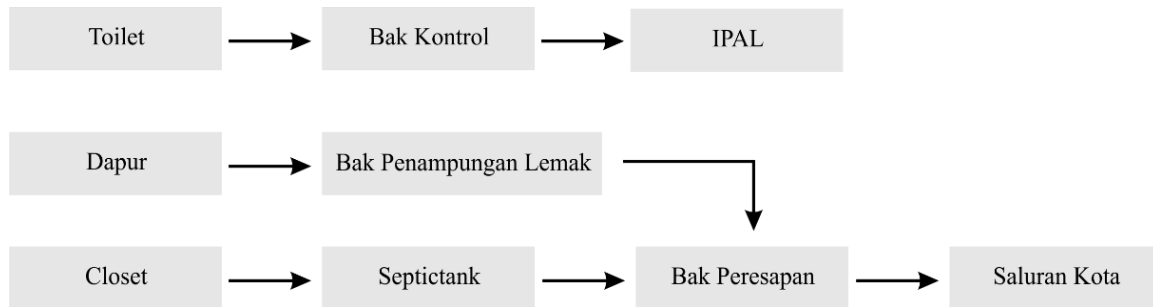 Toilet
Bak Kontrol
IPAL
Dapur
Bak Penampungan Lemak
Closet
Septictank
Bak Peresapan
Saluran Kota